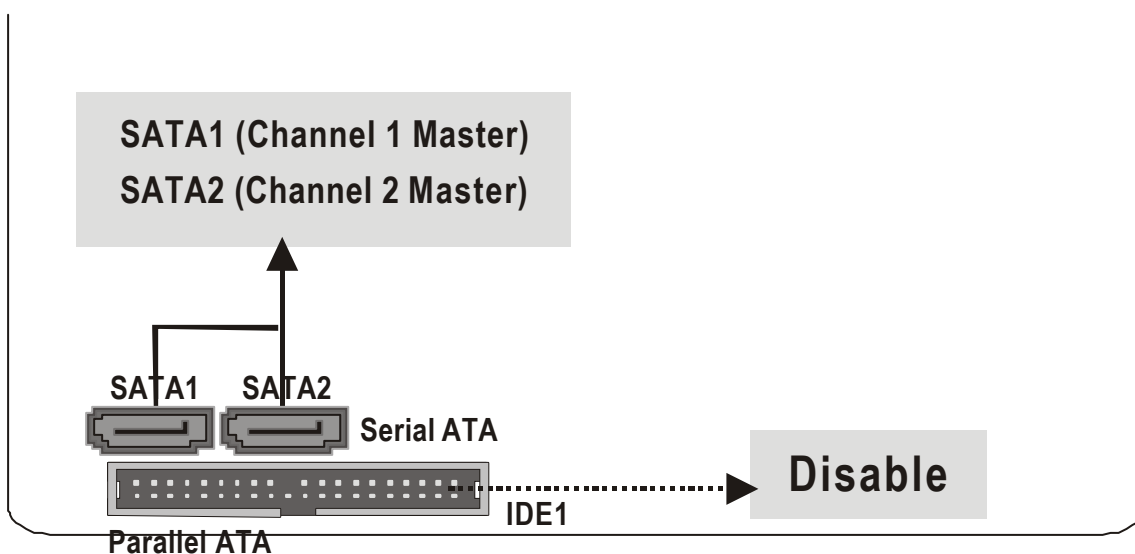 SATA1 (Channel 1 Master)
SATA2 (Channel 2 Master)
SATA1 SATA2
Serial ATA
Disable
IDE1
Parallel ATA